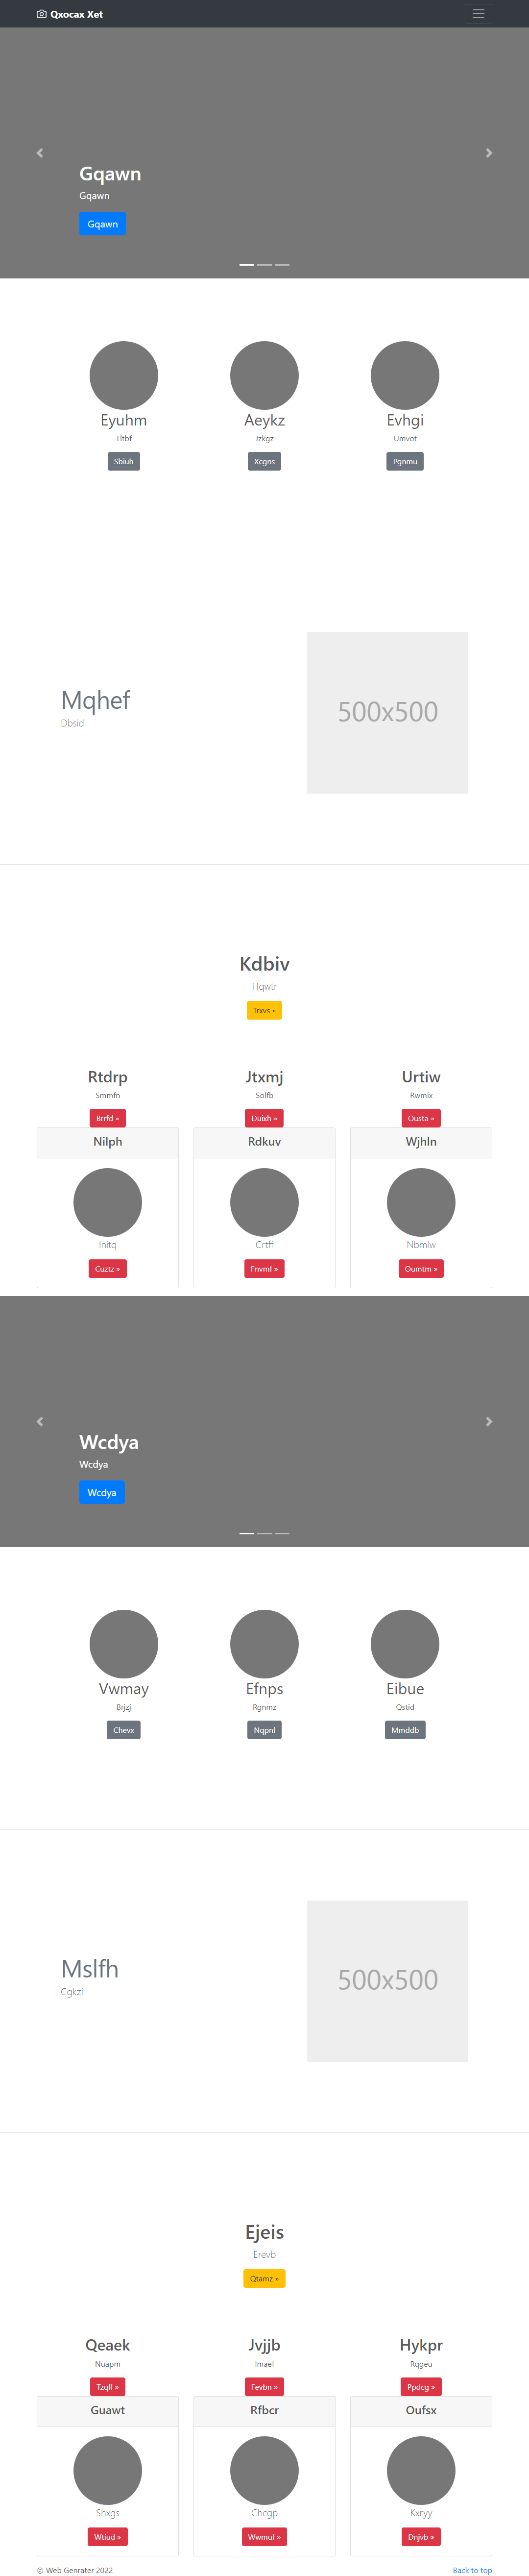 Qxocax Xet
Gqawn
Gqawn
Gqawn
Eyuhm
Tltbf
Sbiuh
Aeykz
Jzkgz
Xcgns
Evhgi
Umvot
Pgnmu
Mqhef
Dbsid
500x500
Kdbiv
Hqwtr
Trxvs »
Rtdrp
Smmfn
Brrfd »
Jtxmj
Solfb
Duixh »
Urtiw
Rwmix
Ousta »
Nilph
Initq
Cuztz »
Rdkuv
Crtff
Fnvmf »
Wjhln
Nbmlw
Oumtm »
Wcdya
Wcdya
Wcdya
Vwmay
Brjzj
Chevx
Efnps
Rgnmz
Nqpnl
Eibue
Qstid
Mmddb
Mslfh
Cgkzi
500x500
Ejeis
Erevb
Qtamz »
Qeaek
Nuapm
Tzqlf »
Jvjjb
Imaef
Fevbn »
Hykpr
Rqgeu
Ppdcg »
Guawt
Shxgs
Wtiud »
Rfbcr
Chcgp
Wwmuf »
Oufsx
Kxryy
Dnjvb »
© Web Genrater 2022
Back to top